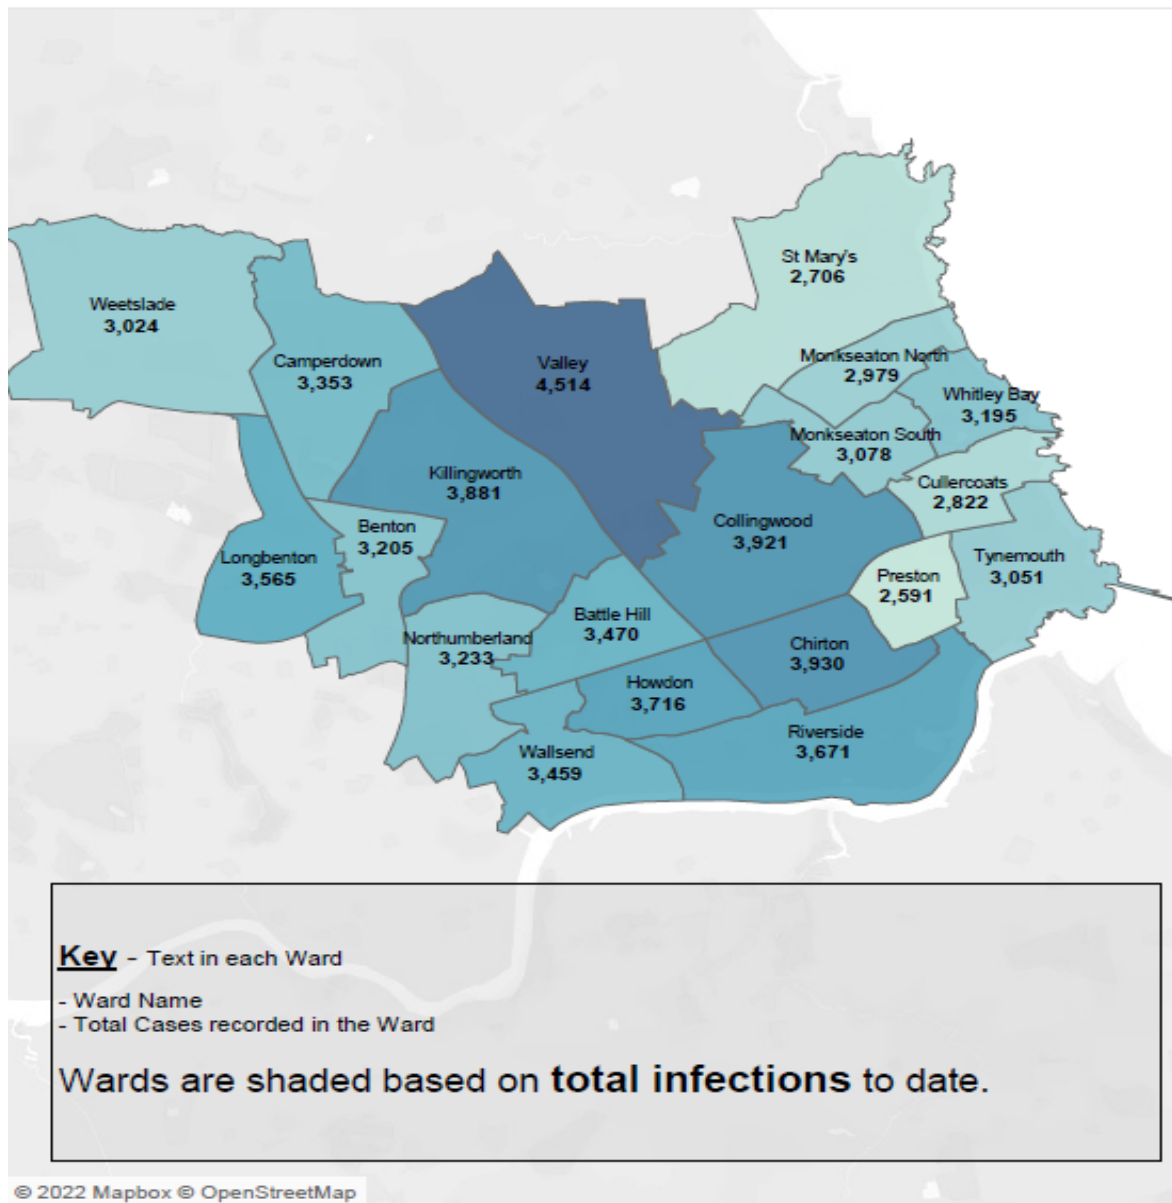 St Mary's
2,706
Weetslade
3,024
Camperdown
3,353
Valley
4,514
Monkseaton North
2,979
Whitley Bay
3,195
Monkseaton South
3,078
Killingworth
3,881
Cullercoats
2,822
Collingwood
3,921
Benton
3,205
Longbenton
3,565
Tynemouth
3,051
Preston
2,591
Battle Hill
3,470
Northumberland
3,233
Chirton
3,930
Howdon
3,716
Riverside
3,671
Wallsend
3,459
Key - Text in each Ward
- Ward Name
- Total Cases recorded in the Ward
Wards are shaded based on total infections to date.
© 2022 Mapbox © OpenStreetMap